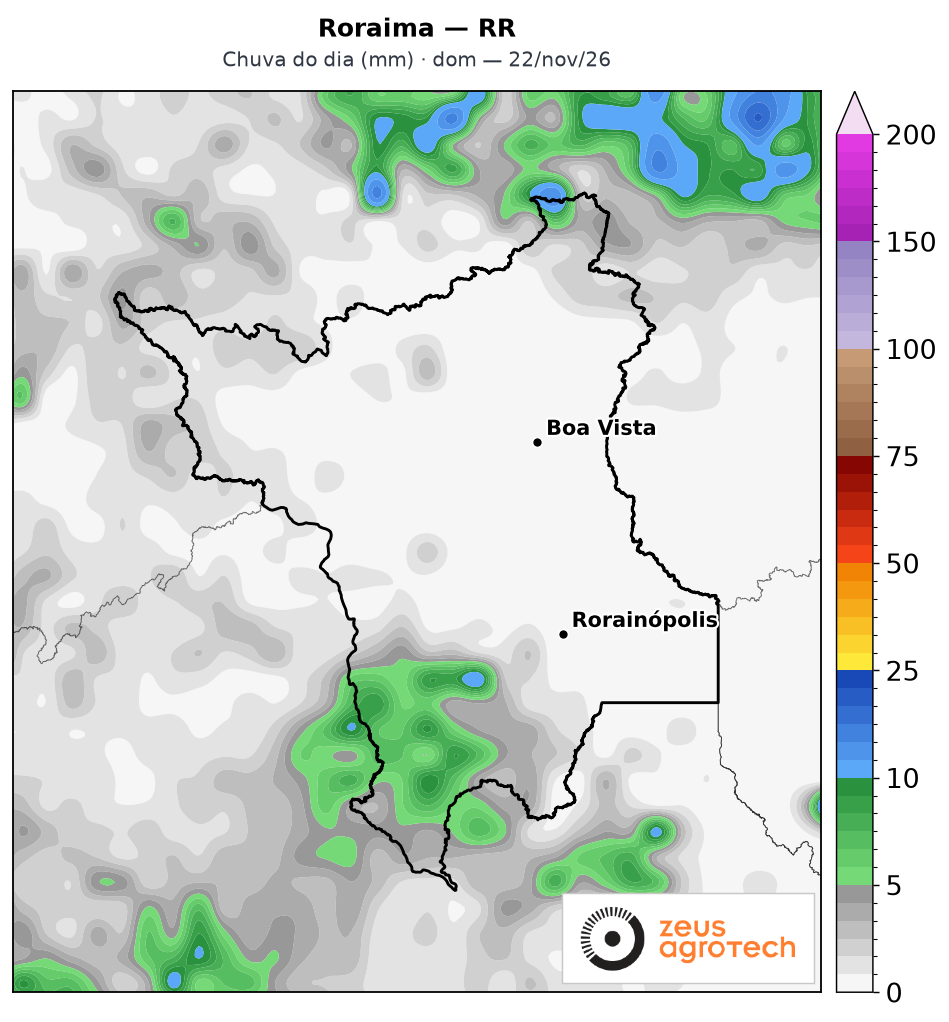 Roraima — RR
Chuva do dia (mm) · dom — 22/nov/26
200
150
100
75
50
25
10
5
0
Boa Vista
Rorainópolis
zeus
agrotech